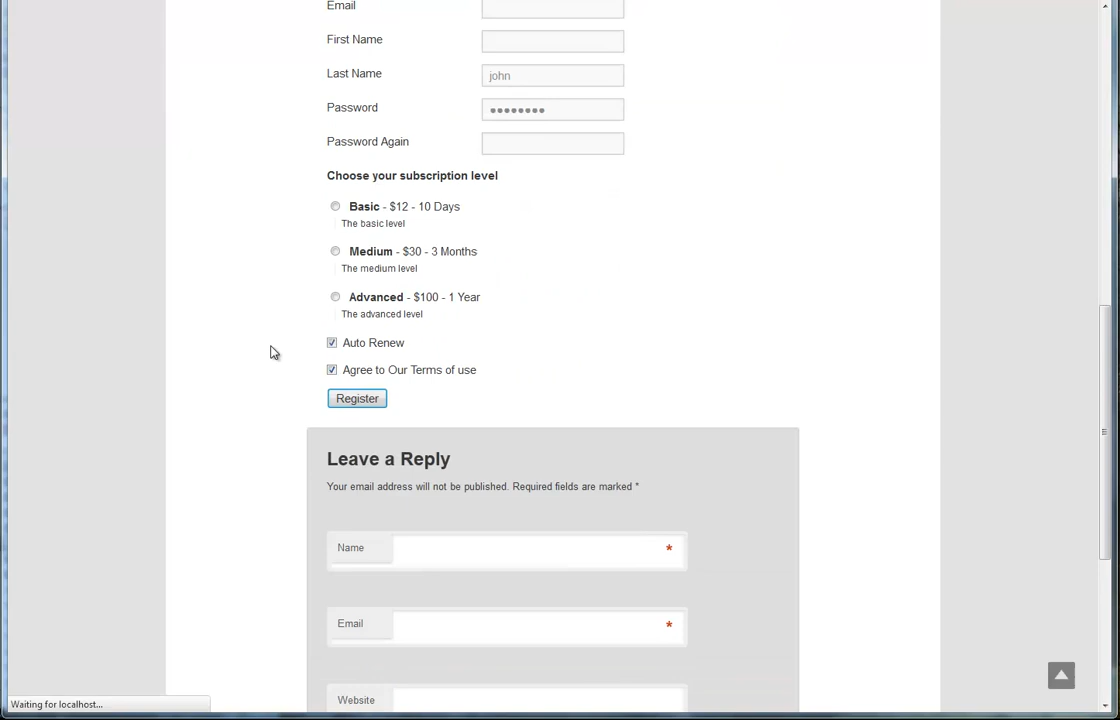 Email
First Name
Last Name john
Password ●●●●●●●●
Password Again
Choose your subscription level
Basic - $12 - 10 Days
The basic level
Medium - $30 - 3 Months
The medium level
Advanced - $100 - 1 Year
The advanced level
Auto Renew
Agree to Our Terms of use
Register
Leave a Reply
Your email address will not be published. Required fields are marked *
Name *
Email *
Website
Waiting for localhost...